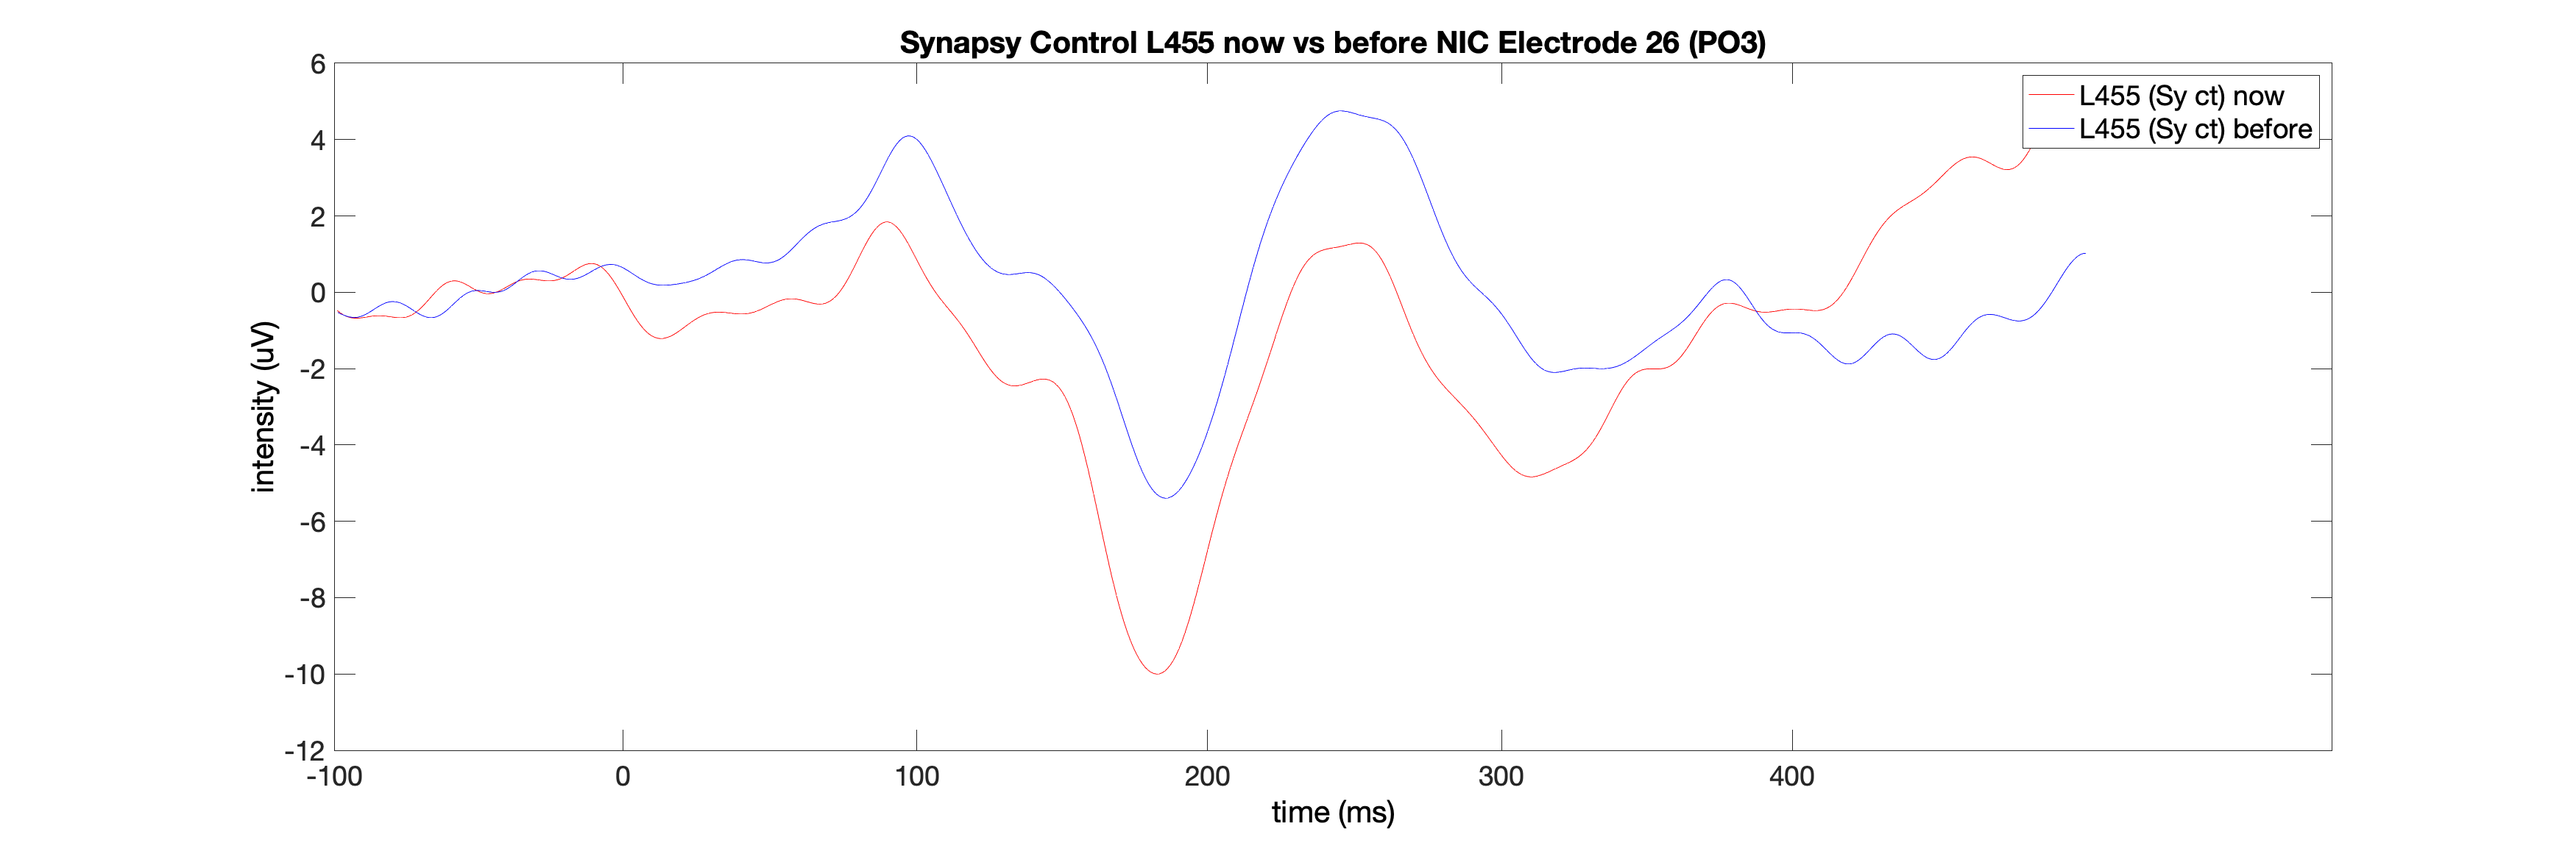 Synapsy Control L455 now vs before NIC Electrode 26 (PO3)
6
4
2
0
-2
-4
-6
-8
-10
-12
intensity (uV)
L455 (Sy ct) now
L455 (Sy ct) before
-100 0 100 200 300 400
time (ms)